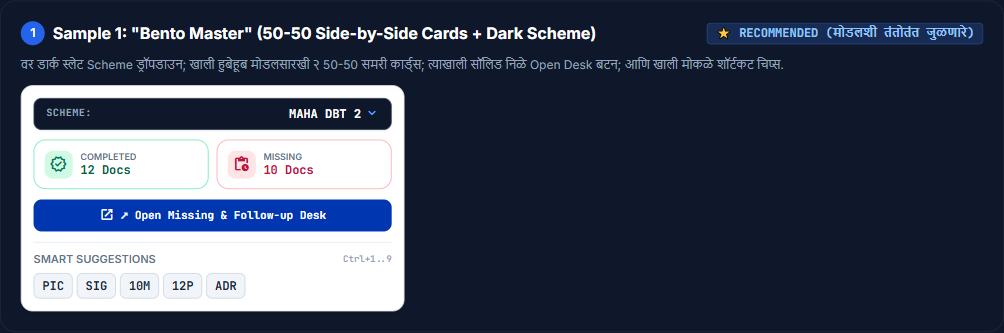 1 Sample 1: "Bento Master" (50-50 Side-by-Side Cards + Dark Scheme)
⭐ RECOMMENDED (मोडलशी तंतोतंत जुळणारे)
वर डार्क स्लेट Scheme ड्रॉपडाउन; खाली हुबेहूब मोडलसारखी २ 50-50 समरी कार्ड्स; त्याखाली सॉलिड निळे Open Desk बटन; आणि खाली मोकळे शॉर्टकट चिप्स.
SCHEME: MAHA DBT 2
COMPLETED
12 Docs
MISSING
10 Docs
↗ Open Missing & Follow-up Desk
SMART SUGGESTIONS Ctrl+1..9
PIC SIG 10M 12P ADR